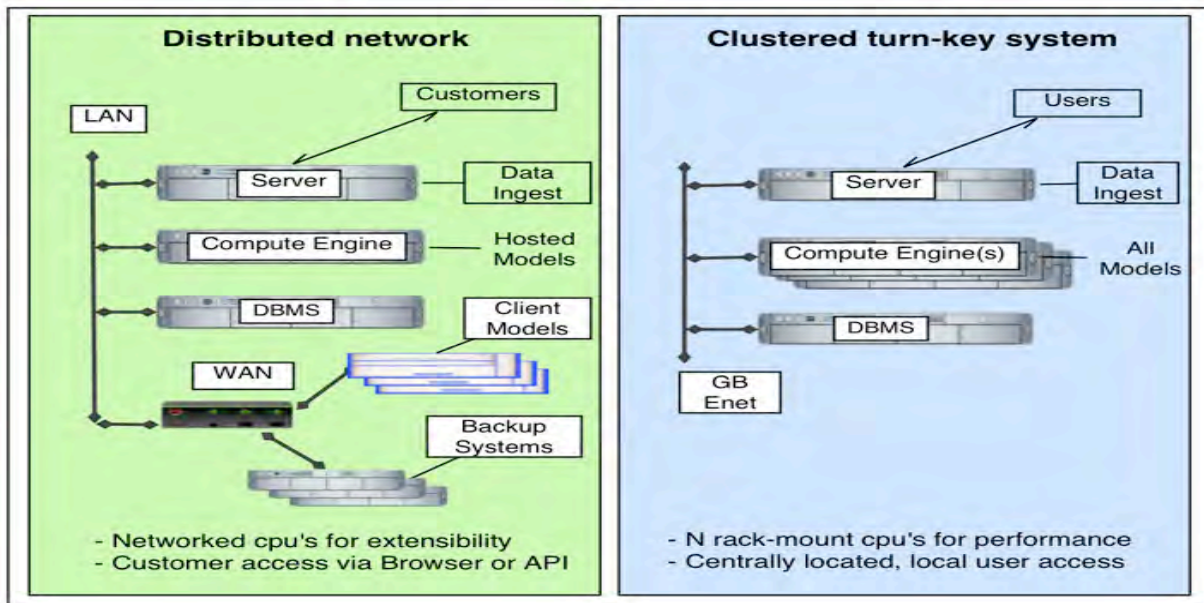 Distributed network
Customers
LAN
Server
Data
Ingest
Compute Engine
Hosted
Models
DBMS
Client
Models
WAN
Backup
Systems
- Networked cpu's for extensibility
- Customer access via Browser or API
Clustered turn-key system
Users
Server
Data
Ingest
Compute Engine(s)
All
Models
DBMS
GB
Enet
- N rack-mount cpu's for performance
- Centrally located, local user access